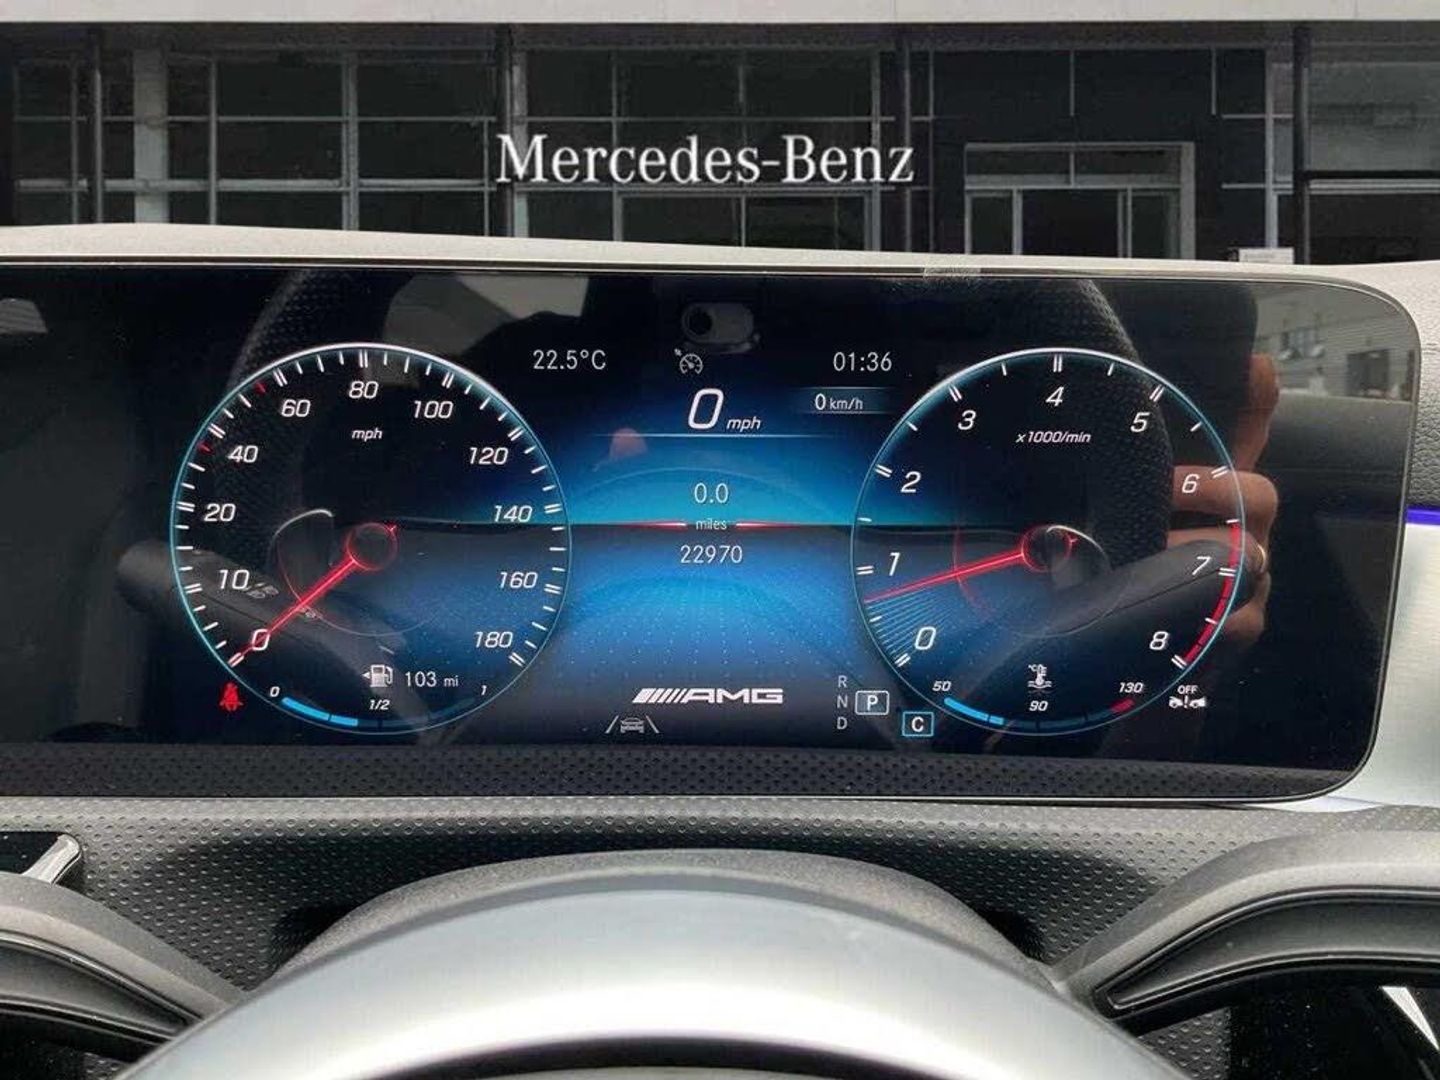 Mercedes-Benz
22.5°C
01:36
0 mph
0 km/h
0.0
miles
22970
AMG
mph
0
10
20
40
60
80
100
120
140
160
180
103 mi
0
1/2
1
R
N
D
P
C
x1000/min
0
1
2
3
4
5
6
7
8
50
°C
90
130
OFF